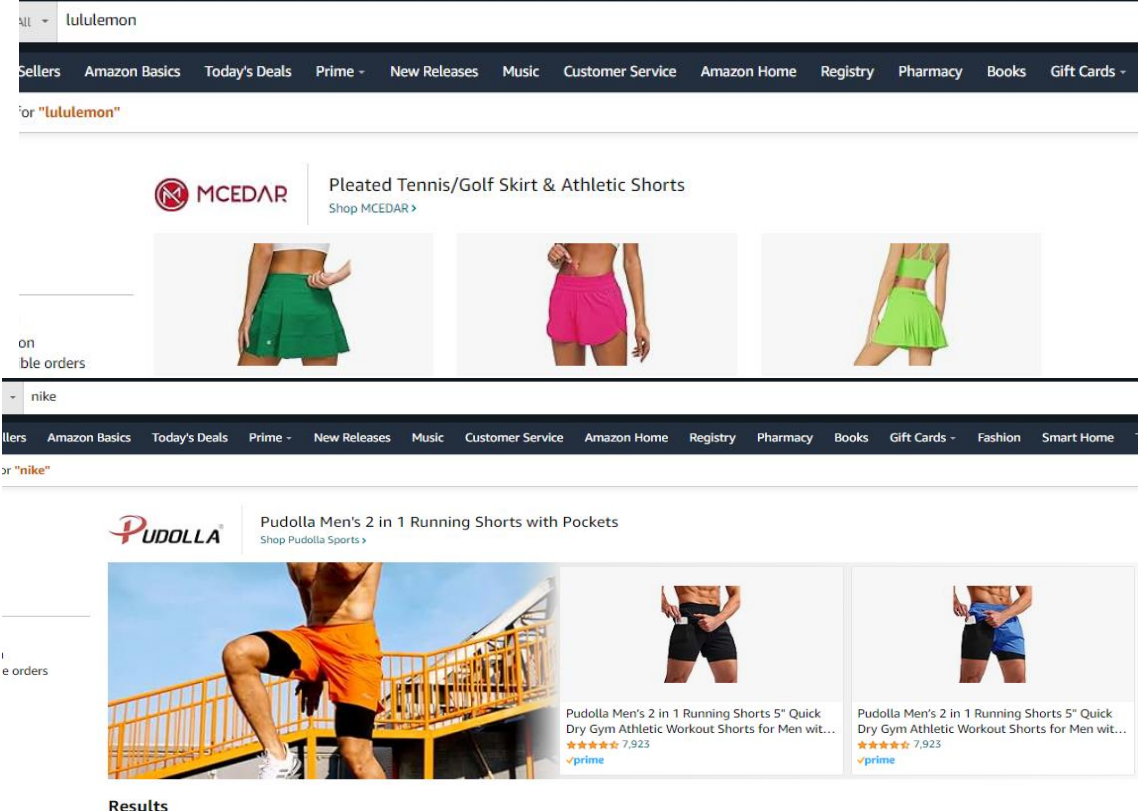 All
lululemon
Sellers Amazon Basics Today's Deals Prime New Releases Music Customer Service Amazon Home Registry Pharmacy Books Gift Cards
for "lululemon"
MCEDAR
Pleated Tennis/Golf Skirt & Athletic Shorts
Shop MCEDAR ›
on
ble orders
nike
llers Amazon Basics Today's Deals Prime New Releases Music Customer Service Amazon Home Registry Pharmacy Books Gift Cards Fashion Smart Home
or "nike"
PUDOLLA®
Pudolla Men's 2 in 1 Running Shorts with Pockets
Shop Pudolla Sports ›
e orders
Pudolla Men's 2 in 1 Running Shorts 5" Quick
Dry Gym Athletic Workout Shorts for Men wit...
7,923
prime
Pudolla Men's 2 in 1 Running Shorts 5" Quick
Dry Gym Athletic Workout Shorts for Men wit...
7,923
prime
Results